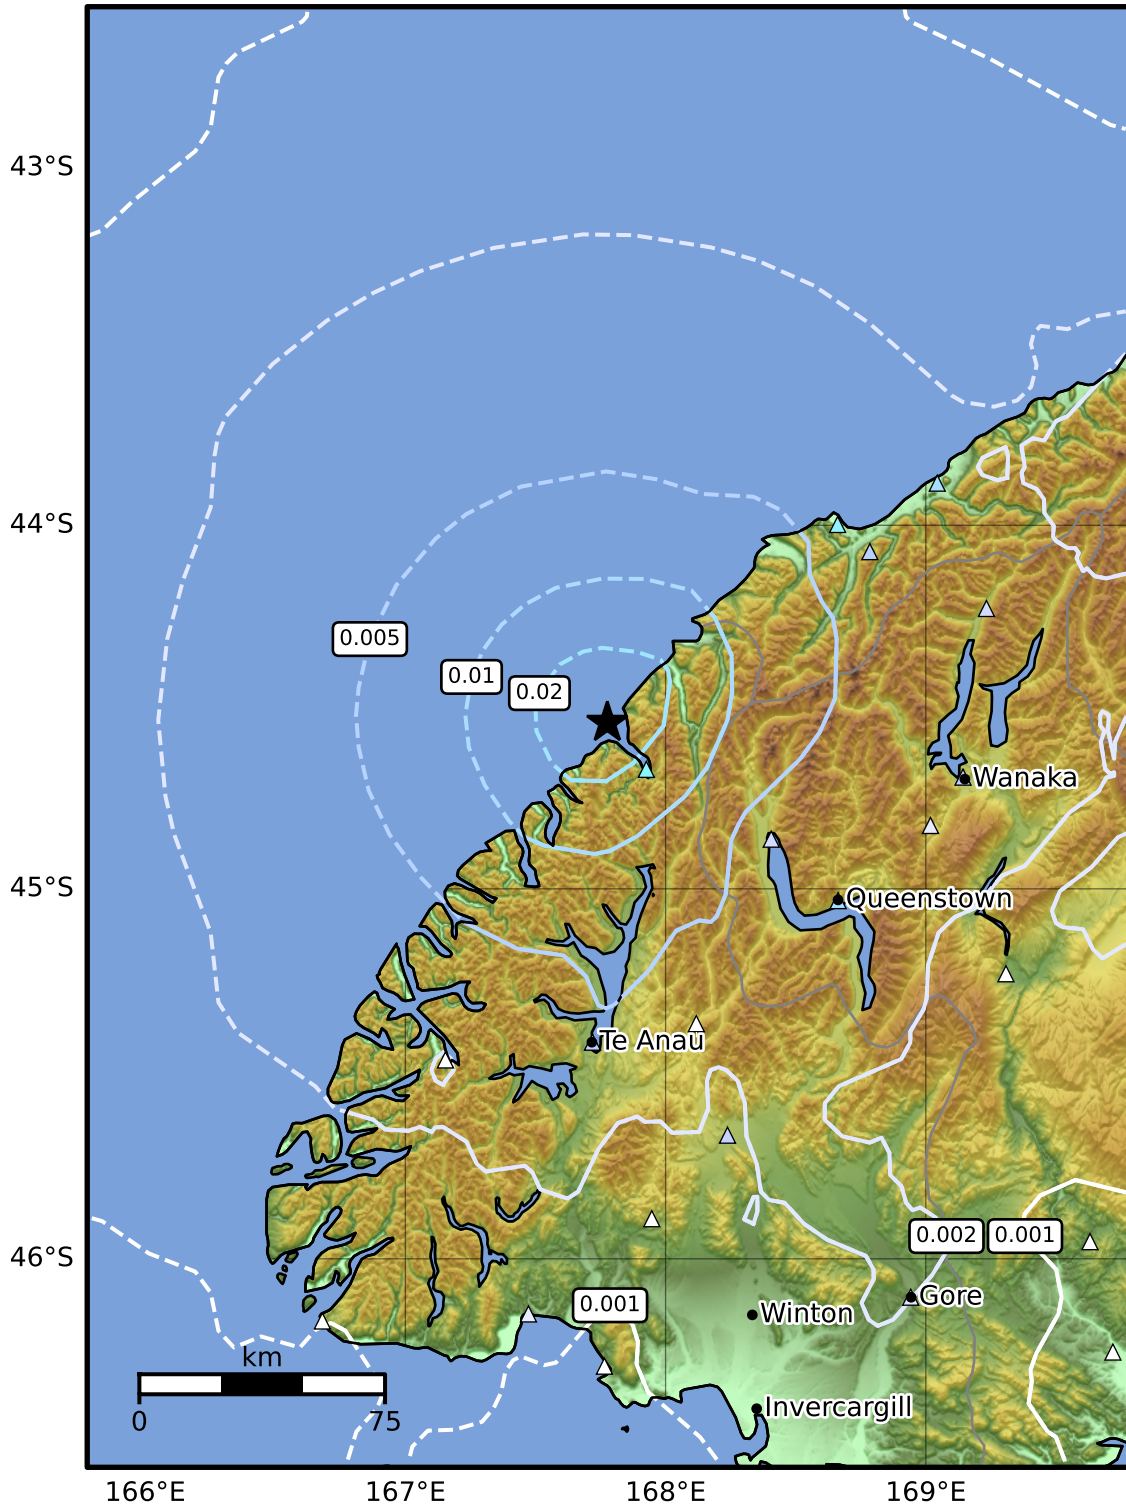 43°S
44°S
0.005
0.01
0.02
Wanaka
45°S
Queenstown
Te Anau
46°S
0.002
0.001
0.001
Gore
Winton
km
0
75
Invercargill
166°E
167°E
168°E
169°E